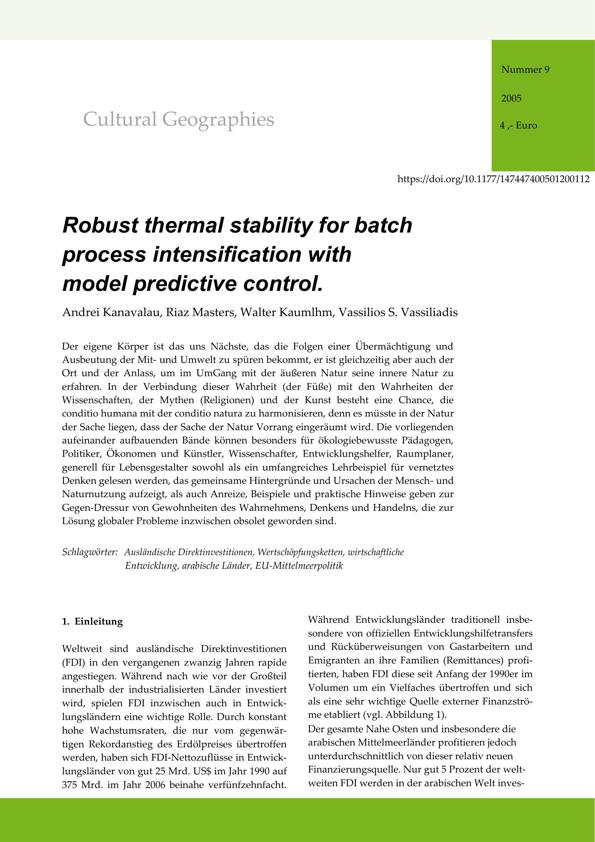 Nummer 9
2005
4 ,- Euro
Cultural Geographies
https://doi.org/10.1177/147447400501200112
Robust thermal stability for batch
process intensification with
model predictive control.
Andrei Kanavalau, Riaz Masters, Walter Kaumlhm, Vassilios S. Vassiliadis
Der eigene Körper ist das uns Nächste, das die Folgen einer Übermächtigung und
Ausbeutung der Mit- und Umwelt zu spüren bekommt, er ist gleichzeitig aber auch der
Ort und der Anlass, um im UmGang mit der äußeren Natur seine innere Natur zu
erfahren. In der Verbindung dieser Wahrheit (der Füße) mit den Wahrheiten der
Wissenschaften, der Mythen (Religionen) und der Kunst besteht eine Chance, die
conditio humana mit der conditio natura zu harmonisieren, denn es müsste in der Natur
der Sache liegen, dass der Sache der Natur Vorrang eingeräumt wird. Die vorliegenden
aufeinander aufbauenden Bände können besonders für ökologiebewusste Pädagogen,
Politiker, Ökonomen und Künstler, Wissenschafter, Entwicklungshelfer, Raumplaner,
generell für Lebensgestalter sowohl als ein umfangreiches Lehrbeispiel für vernetztes
Denken gelesen werden, das gemeinsame Hintergründe und Ursachen der Mensch- und
Naturnutzung aufzeigt, als auch Anreize, Beispiele und praktische Hinweise geben zur
Gegen-Dressur von Gewohnheiten des Wahrnehmens, Denkens und Handelns, die zur
Lösung globaler Probleme inzwischen obsolet geworden sind.
Schlagwörter: Ausländische Direktinvestitionen, Wertschöpfungsketten, wirtschaftliche
Entwicklung, arabische Länder, EU-Mittelmeerpolitik
1. Einleitung
Weltweit sind ausländische Direktinvestitionen
(FDI) in den vergangenen zwanzig Jahren rapide
angestiegen. Während nach wie vor der Großteil
innerhalb der industrialisierten Länder investiert
wird, spielen FDI inzwischen auch in Entwick-
lungsländern eine wichtige Rolle. Durch konstant
hohe Wachstumsraten, die nur vom gegenwär-
tigen Rekordanstieg des Erdölpreises übertroffen
werden, haben sich FDI-Nettozuflüsse in Entwick-
lungsländer von gut 25 Mrd. US$ im Jahr 1990 auf
375 Mrd. im Jahr 2006 beinahe verfünfzehnfacht.
Während Entwicklungsländer traditionell insbe-
sondere von offiziellen Entwicklungshilfetransfers
und Rücküberweisungen von Gastarbeitern und
Emigranten an ihre Familien (Remittances) profi-
tierten, haben FDI diese seit Anfang der 1990er im
Volumen um ein Vielfaches übertroffen und sich
als eine sehr wichtige Quelle externer Finanzströ-
me etabliert (vgl. Abbildung 1).
Der gesamte Nahe Osten und insbesondere die
arabischen Mittelmeerländer profitieren jedoch
unterdurchschnittlich von dieser relativ neuen
Finanzierungsquelle. Nur gut 5 Prozent der welt-
weiten FDI werden in der arabischen Welt inves-